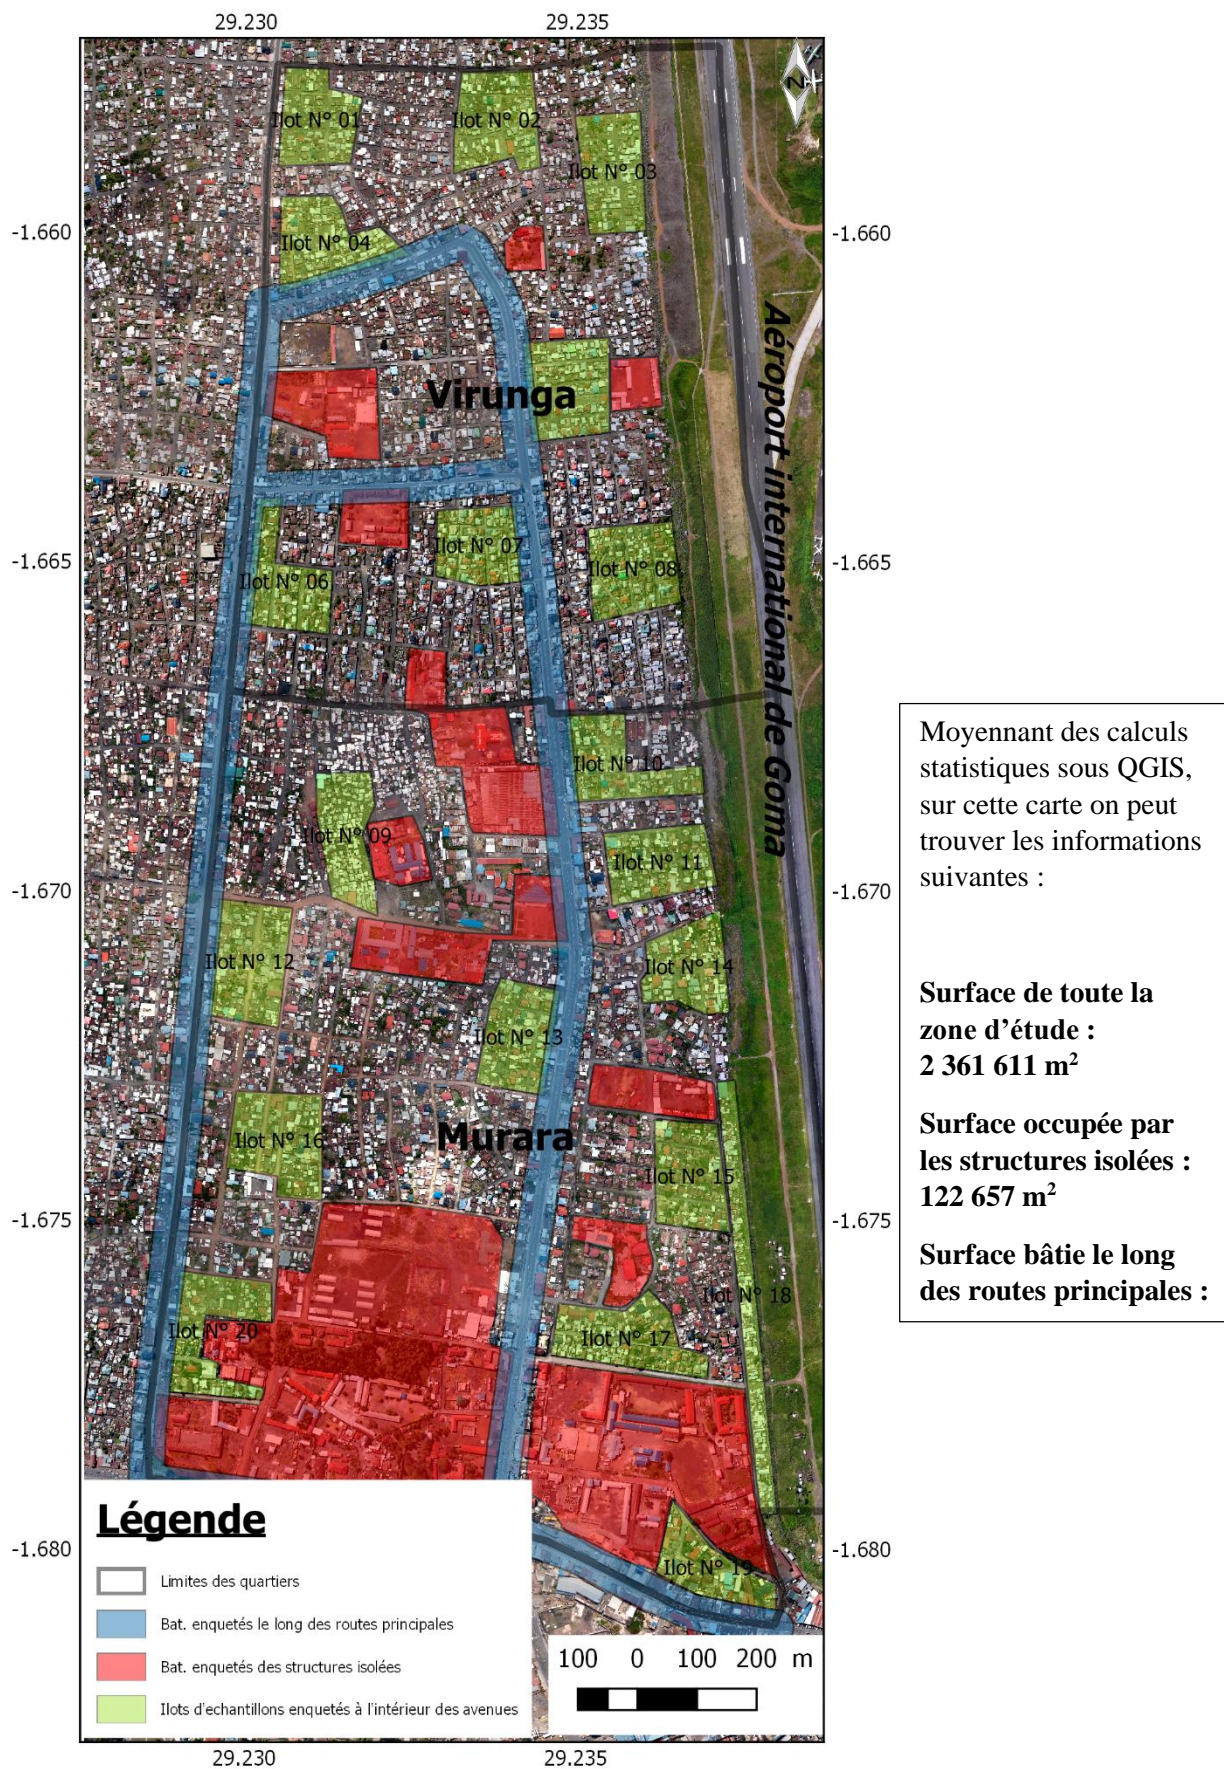 29.230 29.235
Ilot N° 01
Ilot N° 02
Ilot N° 03
-1.660 -1.660
Ilot N° 04
Virunga
Aéroport international de Goma
Ilot N° 07
-1.665 -1.665
Ilot N° 06
Ilot N° 08
Ilot N° 10
Ilot N° 09
Ilot N° 11
-1.670 -1.670
Ilot N° 12
Ilot N° 14
Ilot N° 13
Murara
Ilot N° 16
Ilot N° 15
-1.675 -1.675
Ilot N° 18
Ilot N° 20
Ilot N° 17
-1.680 -1.680
Ilot N° 19
N
Légende
Limites des quartiers
Bat. enquetés le long des routes principales
Bat. enquetés des structures isolées
Ilots d'echantillons enquetés à l'intérieur des avenues
100 0 100 200 m
29.230 29.235
Moyennant des calculs
statistiques sous QGIS,
sur cette carte on peut
trouver les informations
suivantes :
Surface de toute la
zone d’étude :
2 361 611 m²
Surface occupée par
les structures isolées :
122 657 m²
Surface bâtie le long
des routes principales :